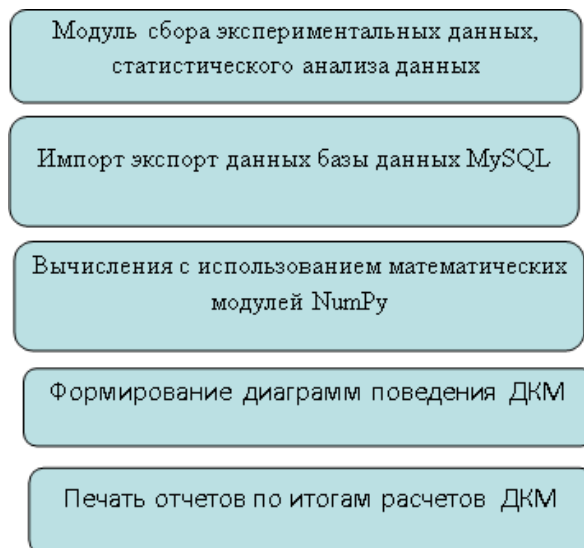 Модуль сбора экспериментальных данных,
статистического анализа данных
Импорт экспорт данных базы данных MySQL
Вычисления с использованием математических
модулей NumPy
Формирование диаграмм поведения ДКМ
Печать отчетов по итогам расчетов ДКМ